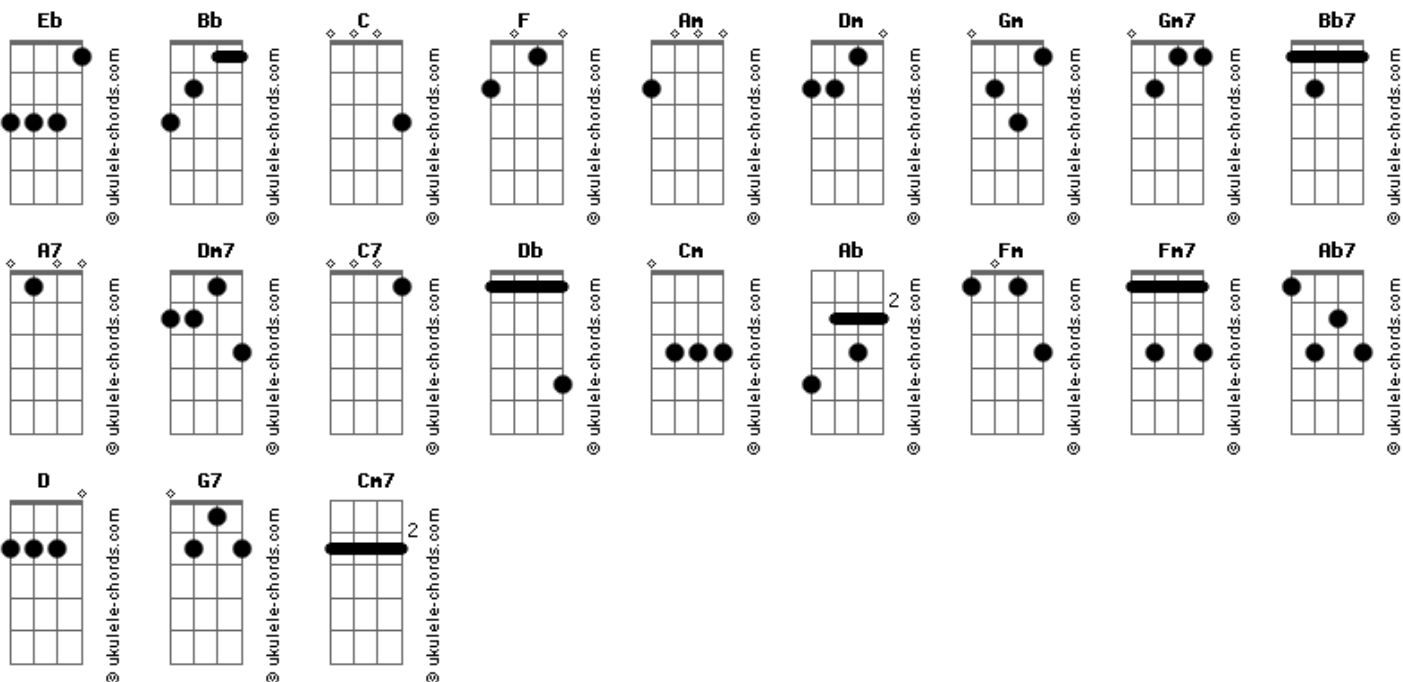 Eb Bb C F Am Dm Gm Gm7 Bb7
© ukulele-chords.com © ukulele-chords.com © ukulele-chords.com © ukulele-chords.com © ukulele-chords.com © ukulele-chords.com © ukulele-chords.com © ukulele-chords.com © ukulele-chords.com
A7 Dm7 C7 Db Cm Ab Fm Fm7 Ab7
2
© ukulele-chords.com © ukulele-chords.com © ukulele-chords.com © ukulele-chords.com © ukulele-chords.com © ukulele-chords.com © ukulele-chords.com © ukulele-chords.com © ukulele-chords.com
D G7 Cm7
2
© ukulele-chords.com © ukulele-chords.com © ukulele-chords.com